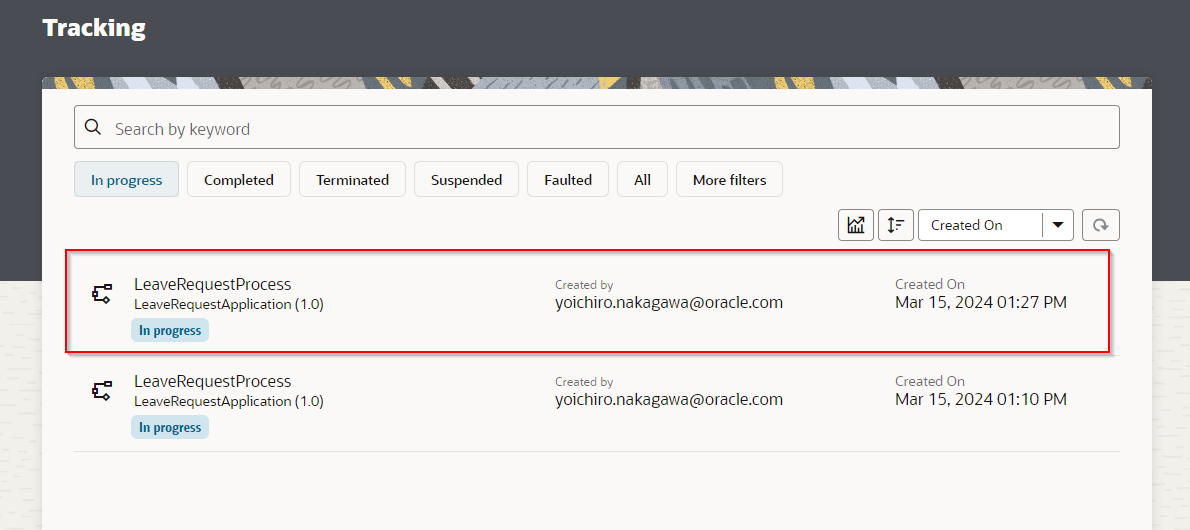 Tracking
Search by keyword
In progress Completed Terminated Suspended Faulted All More filters
Created On
LeaveRequestProcess Created by Created On
LeaveRequestApplication (1.0) yoichiro.nakagawa@oracle.com Mar 15, 2024 01:27 PM
In progress
LeaveRequestProcess Created by Created On
LeaveRequestApplication (1.0) yoichiro.nakagawa@oracle.com Mar 15, 2024 01:10 PM
In progress